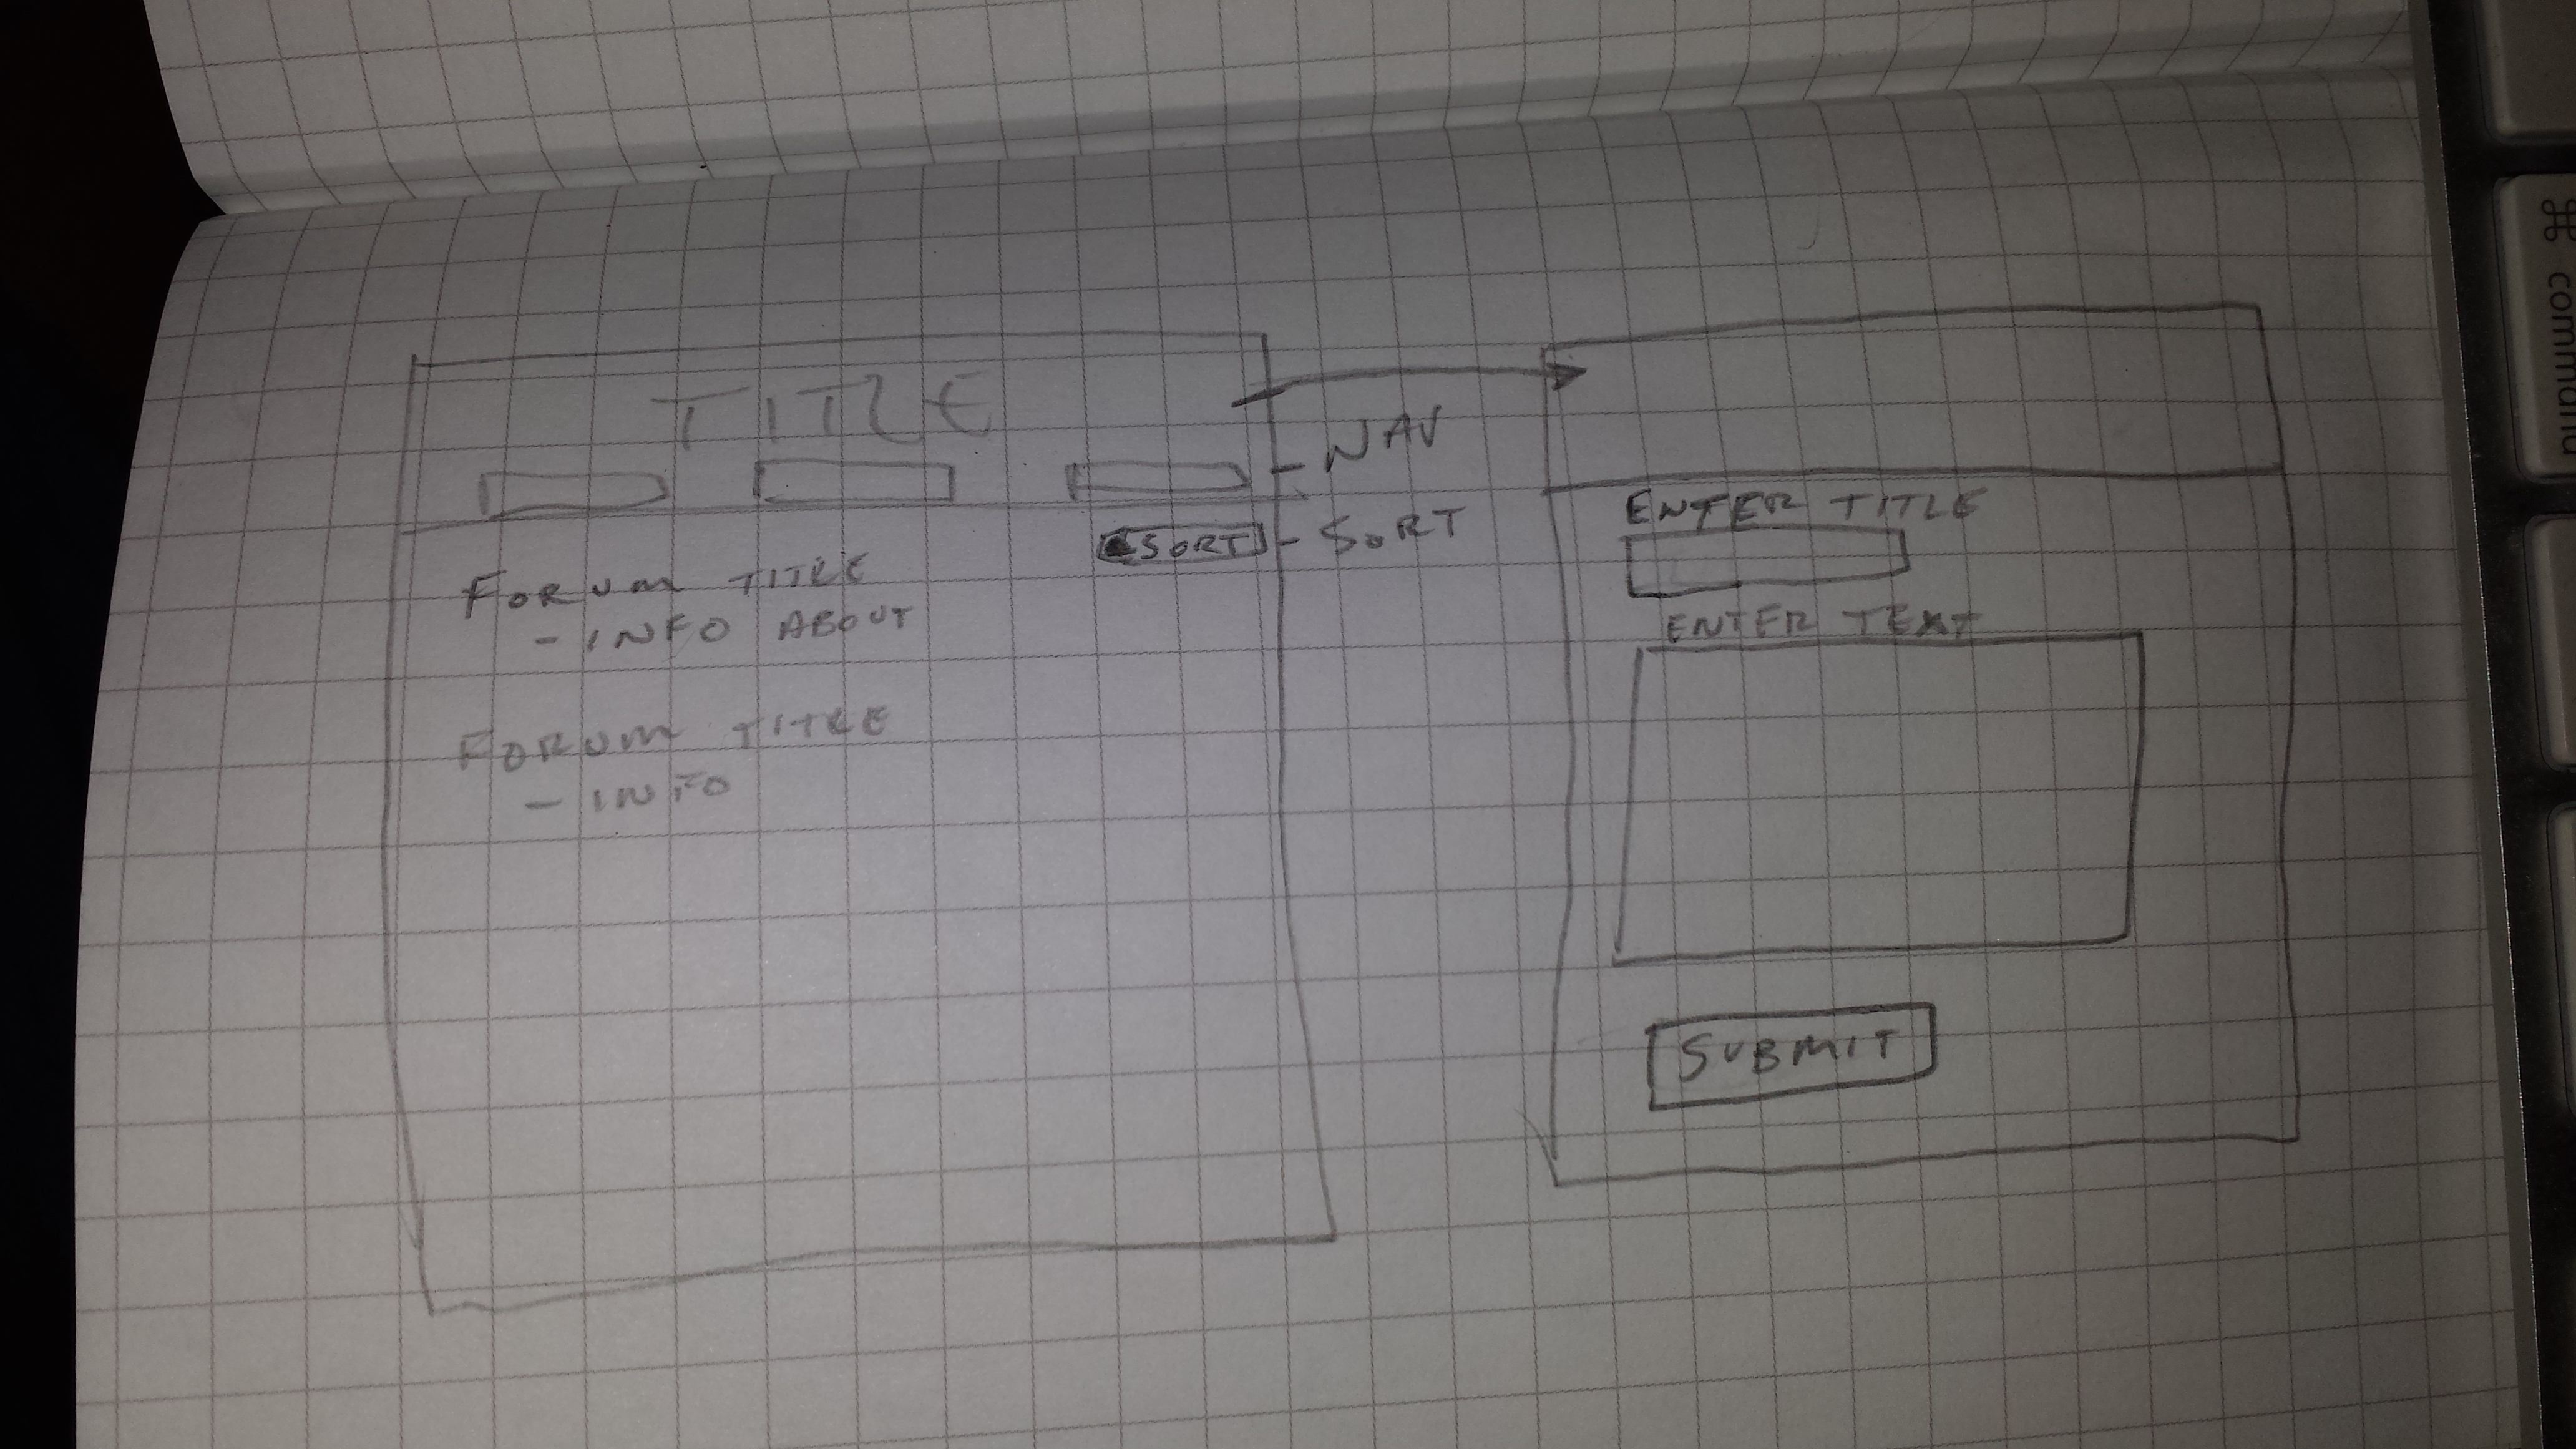 TITLE
NAV
SORT
SORT
FORUM TITLE
- INFO ABOUT
FORUM TITLE
- INFO
ENTER TITLE
ENTER TEXT
SUBMIT
⌘
command